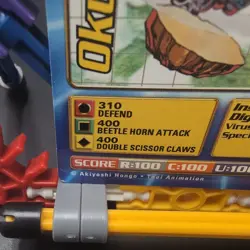 Oku
310
DEFEND
400
BEETLE HORN ATTACK
400
DOUBLE SCISSOR CLAWS
Ins
Dig
Virus
Spec
SCORE R:100 C:100 U:100
Akiyoshi Hongo • Toei Animation